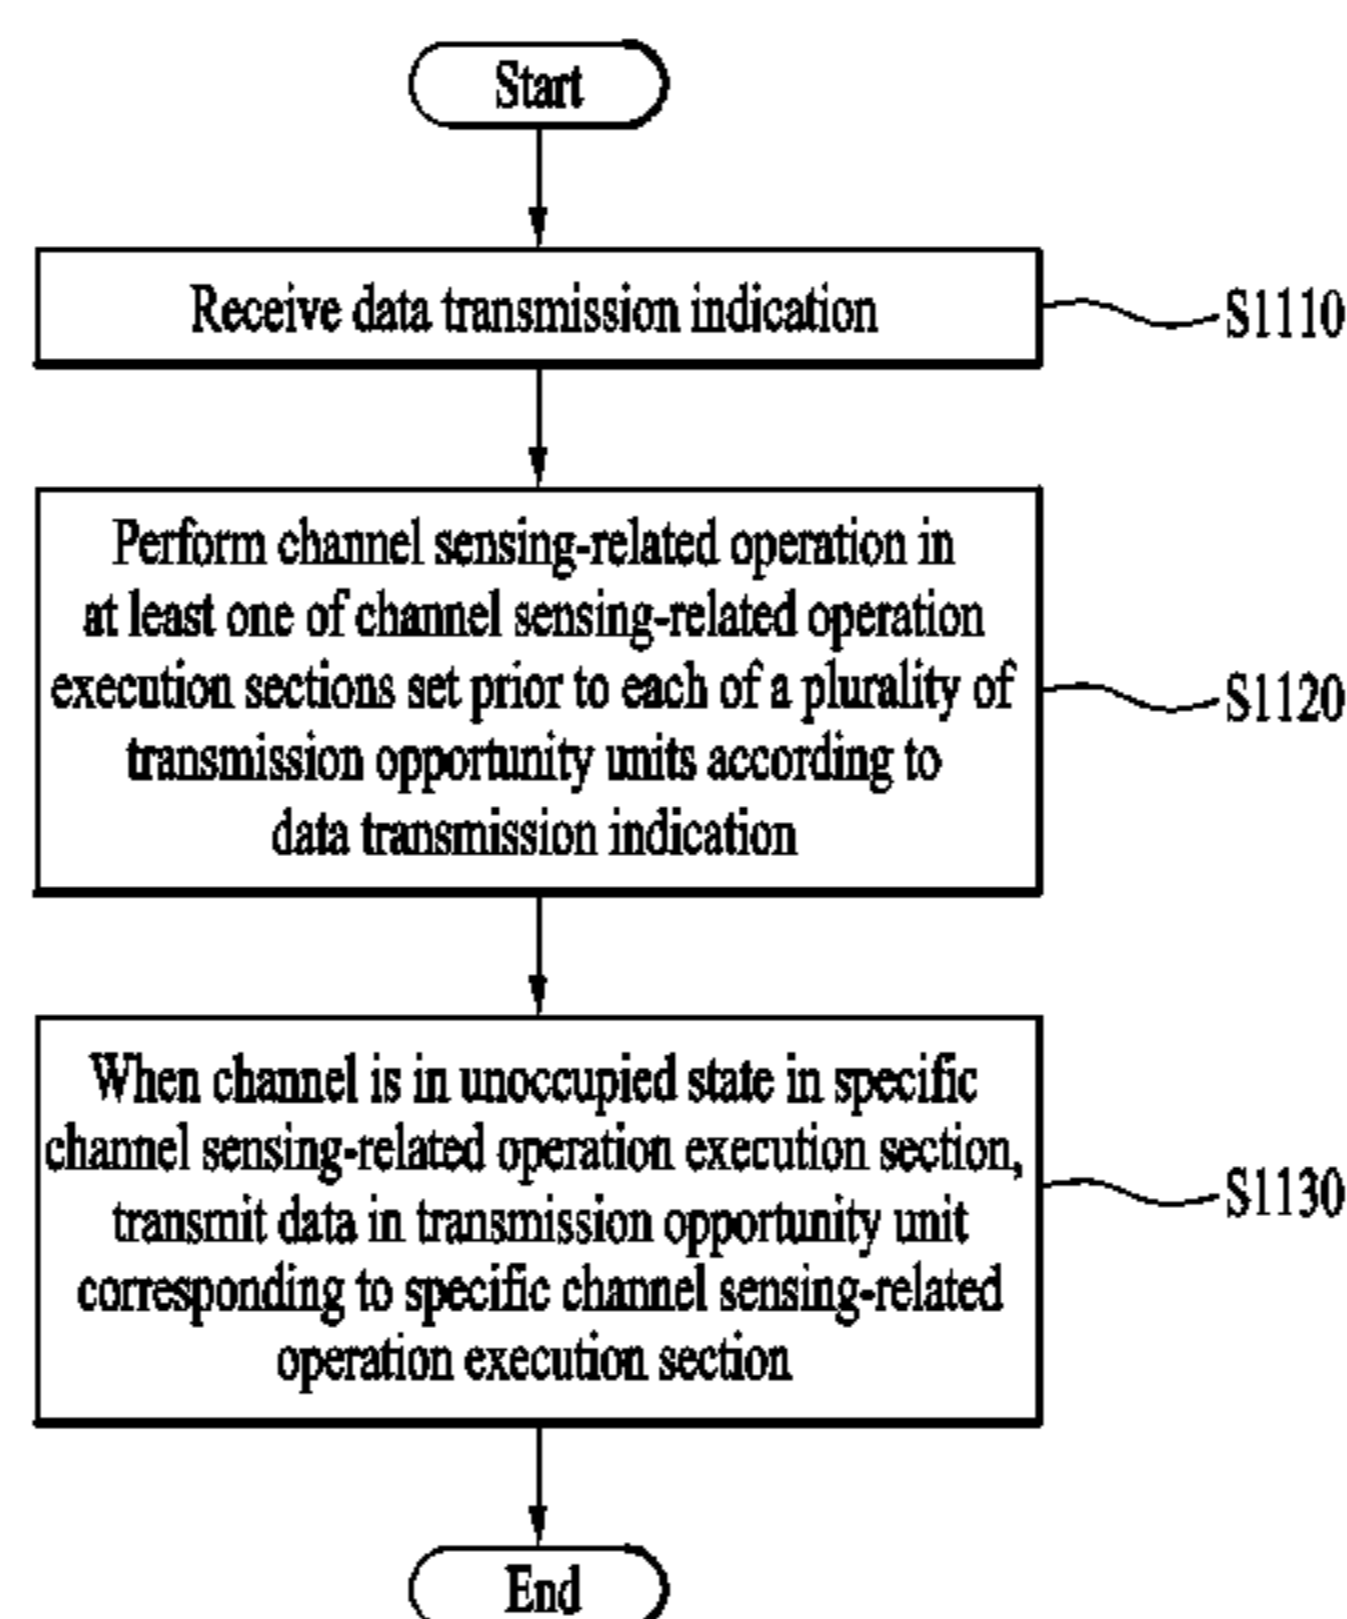 Start
Receive data transmission indication
S1110
Perform channel sensing-related operation in
at least one of channel sensing-related operation
execution sections set prior to each of a plurality of
transmission opportunity units according to
data transmission indication
S1120
When channel is in unoccupied state in specific
channel sensing-related operation execution section,
transmit data in transmission opportunity unit
corresponding to specific channel sensing-related
operation execution section
S1130
End